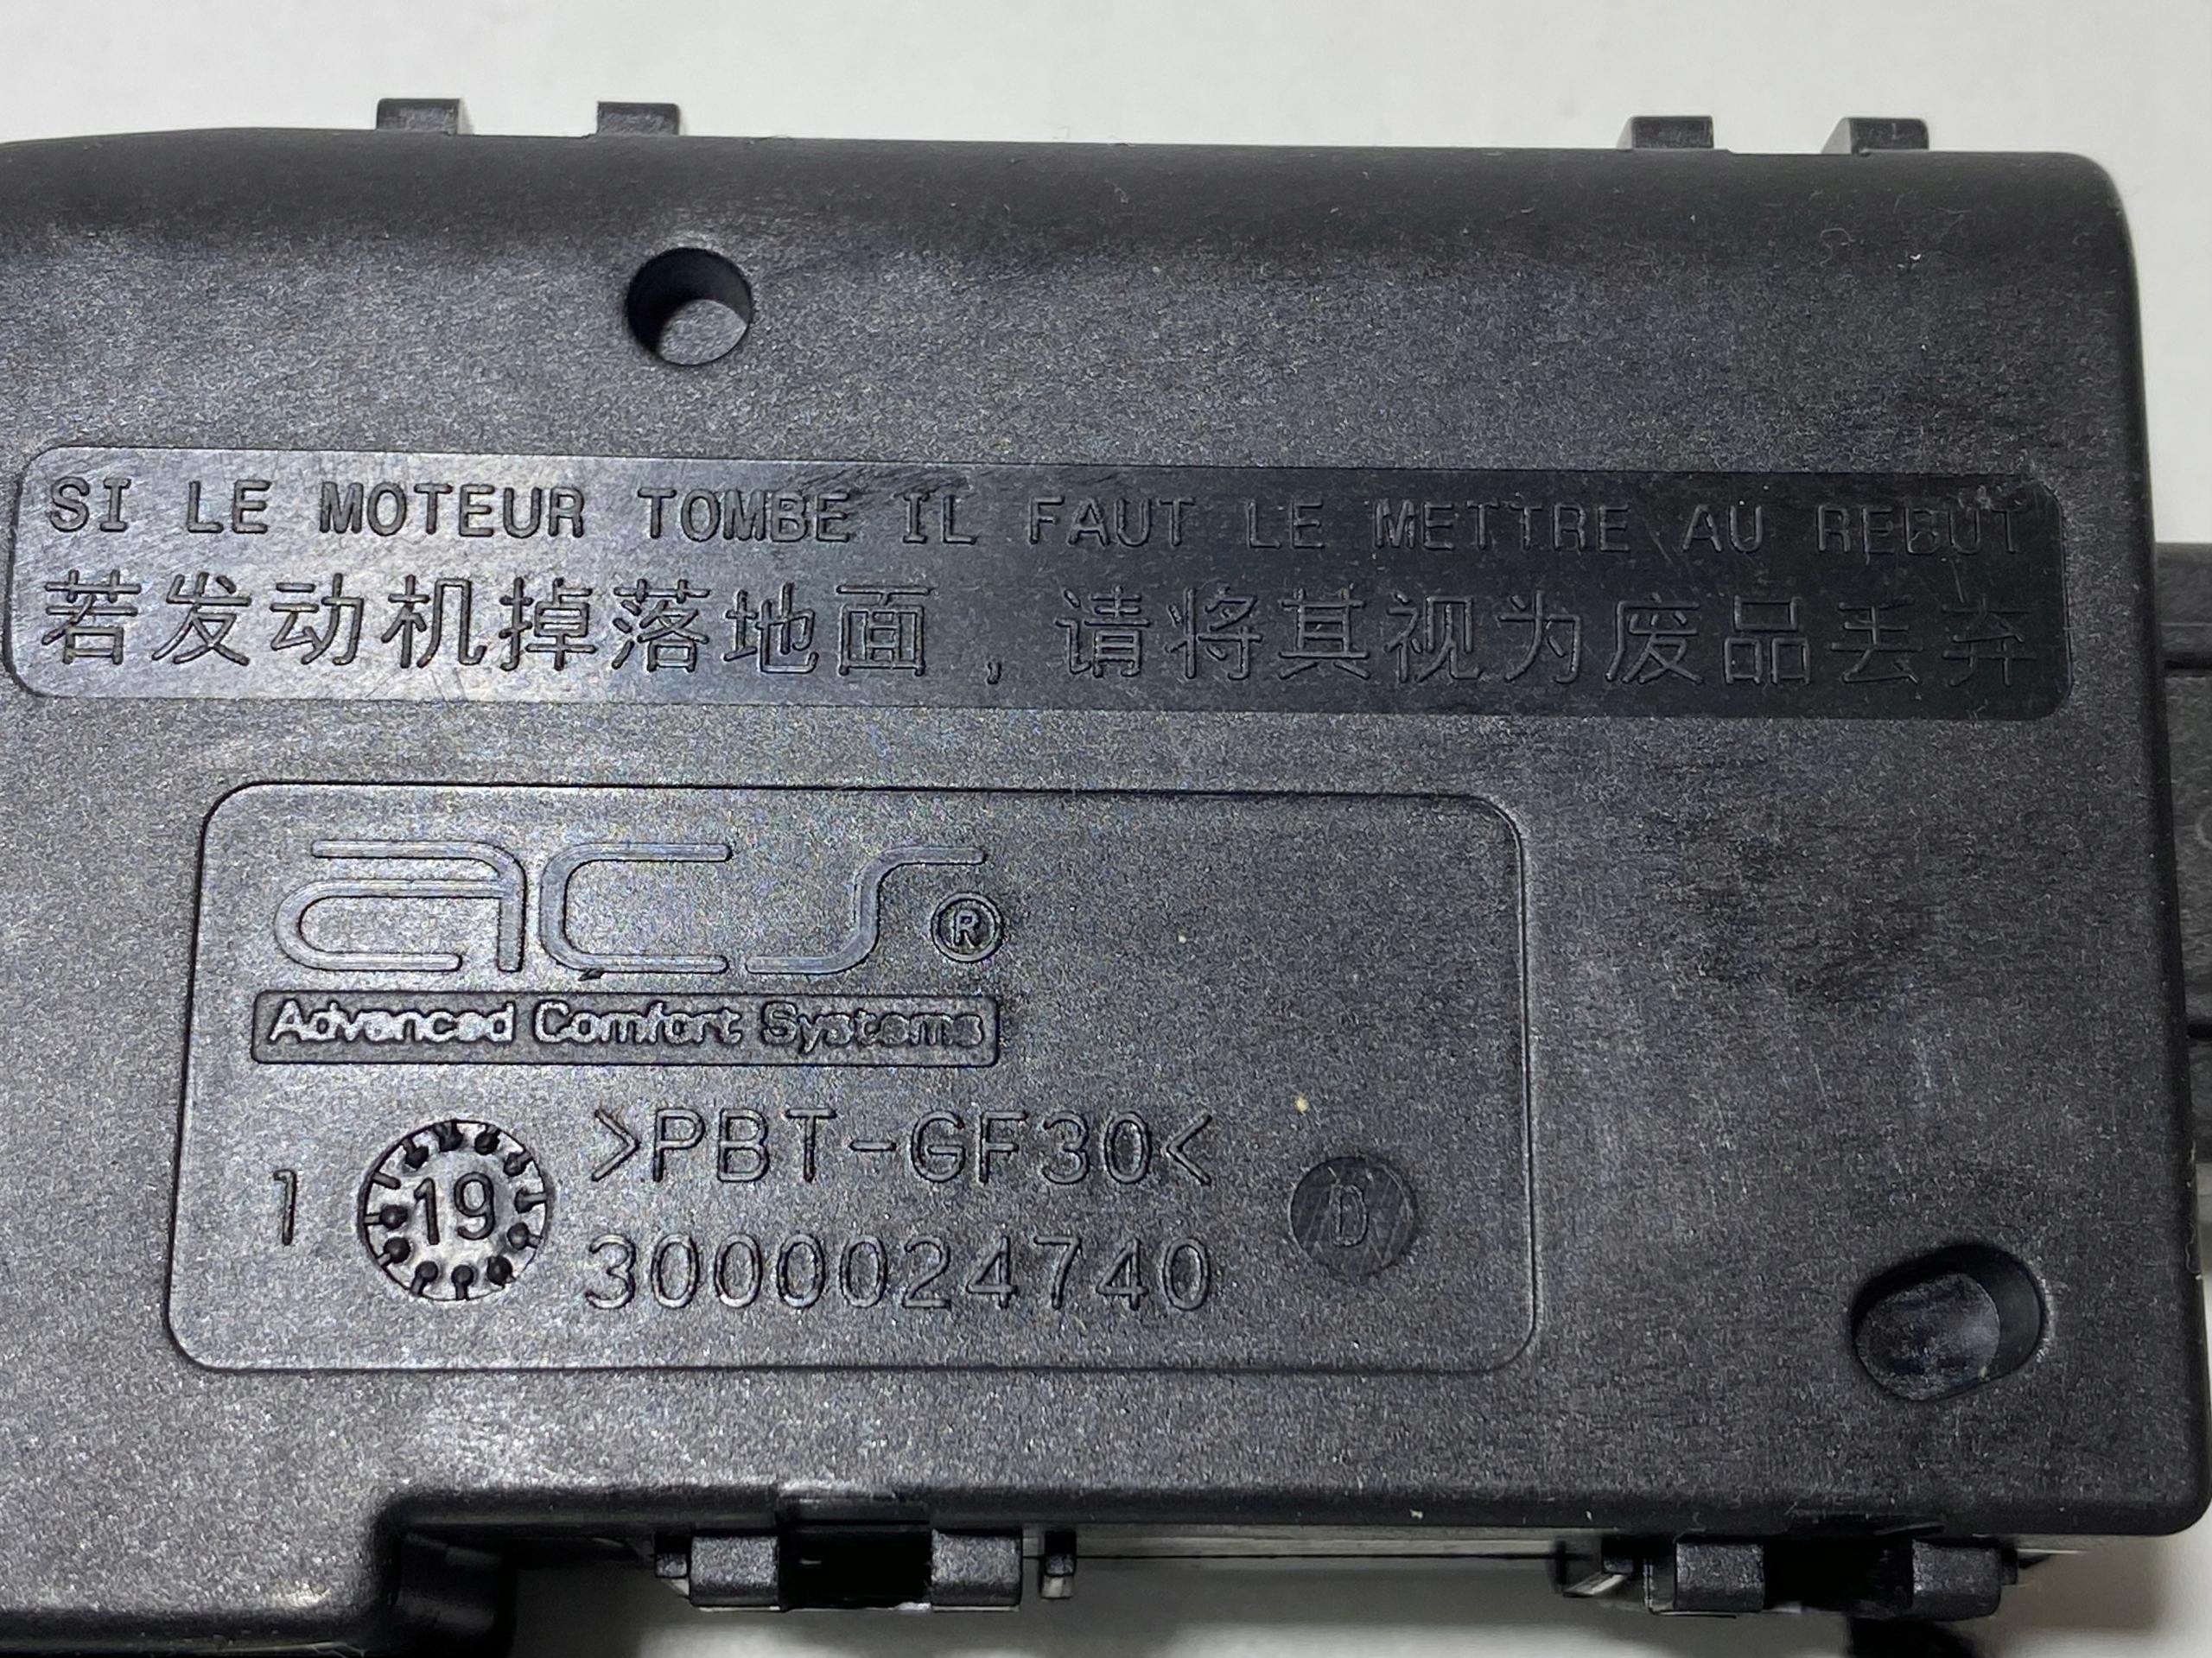 SI LE MOTEUR TOMBE IL FAUT LE METTRE AU REBUT
若发动机掉落地面，请将其视为废品丢弃
acs®
Advanced Comfort Systems
>PBT-GF30<
1 19
3000024740
D